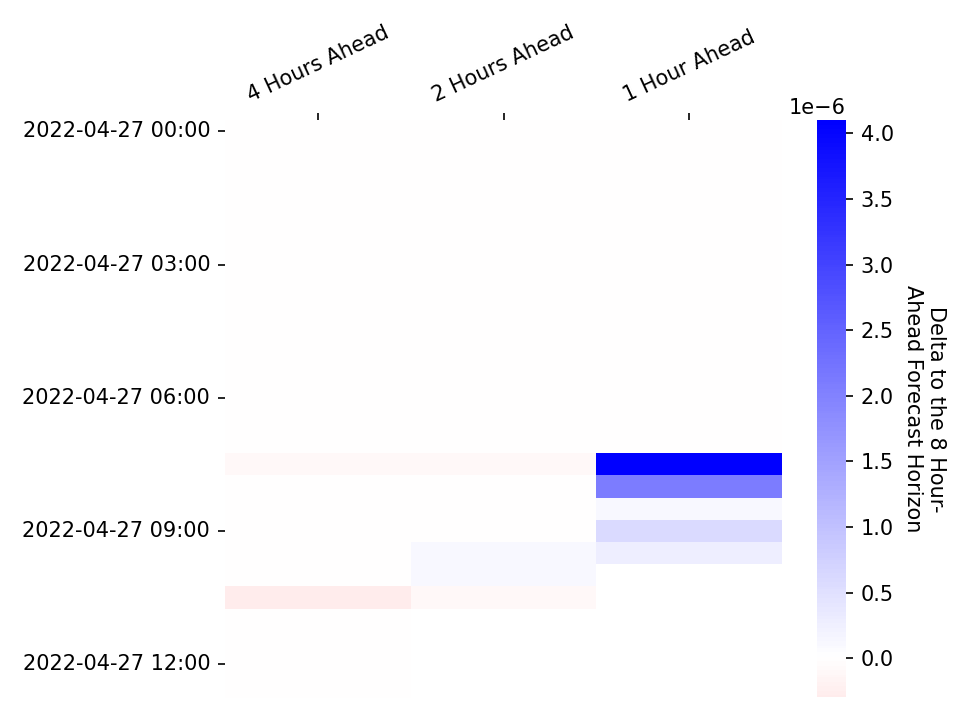 4 Hours Ahead
2 Hours Ahead
1 Hour Ahead
1e−6
2022-04-27 00:00
2022-04-27 03:00
2022-04-27 06:00
2022-04-27 09:00
2022-04-27 12:00
4.0
3.5
3.0
2.5
2.0
1.5
1.0
0.5
0.0
Delta to the 8 Hour-
Ahead Forecast Horizon